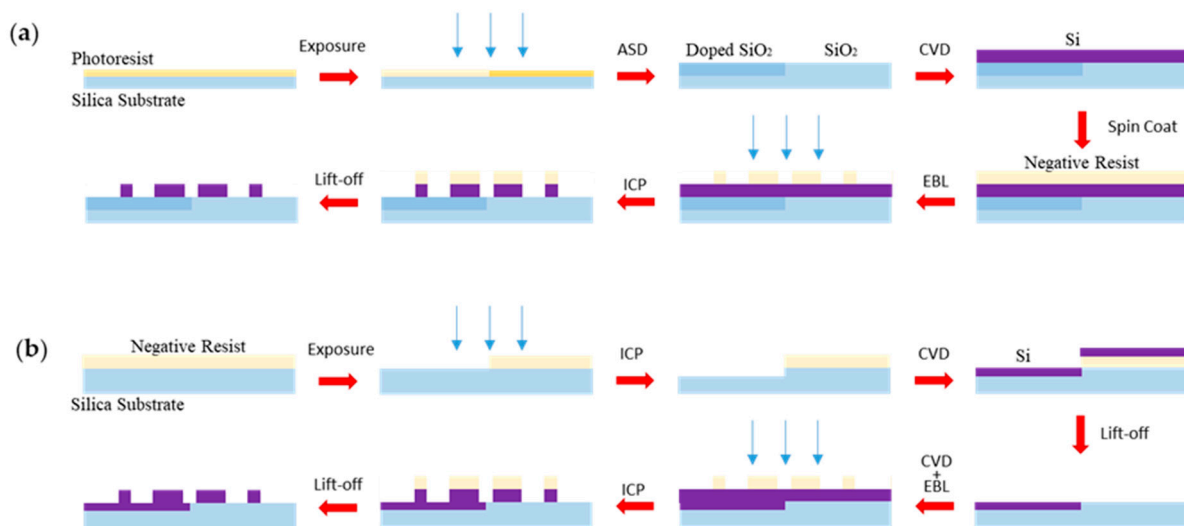 (a)
Photoresist
Silica Substrate
Exposure
ASD
Doped SiO₂
SiO₂
CVD
Si
Spin Coat
Negative Resist
EBL
ICP
Lift-off
(b)
Negative Resist
Silica Substrate
Exposure
ICP
CVD
Si
Lift-off
CVD
+
EBL
ICP
Lift-off